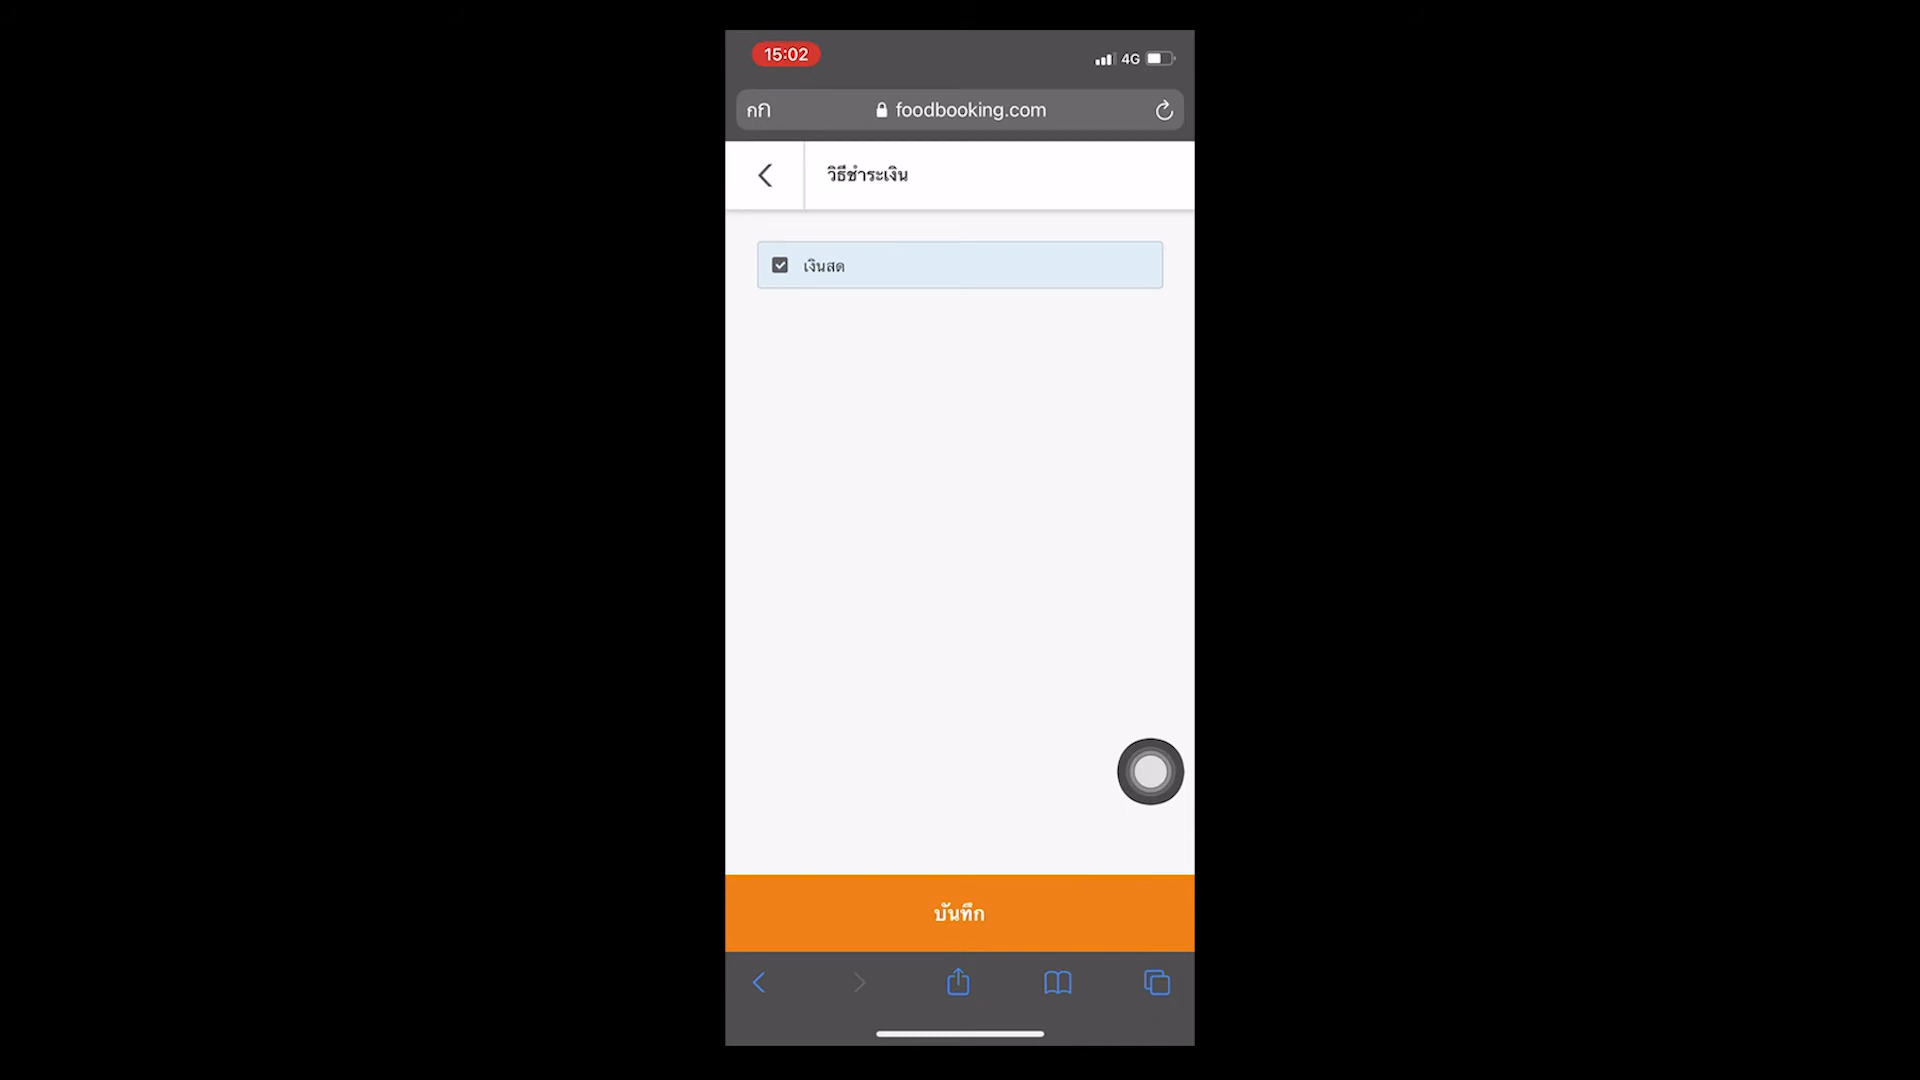 15:02
4G
กก
foodbooking.com
วิธีชำระเงิน
เงินสด
บันทึก